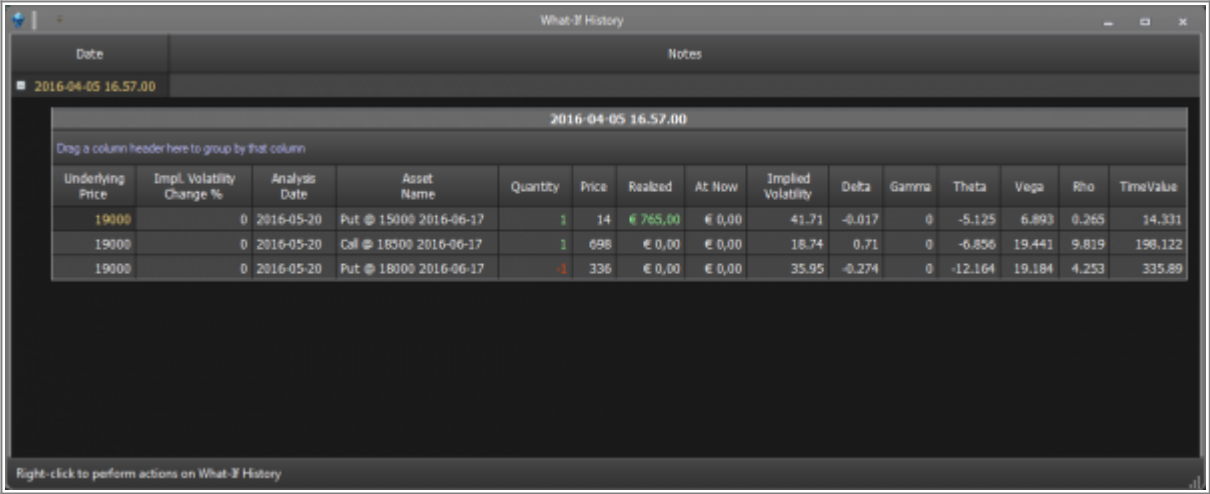 What-If History
Date Notes
2016-04-05 16.57.00
2016-04-05 16.57.00
Drag a column header here to group by that column
Underlying Price Impl. Volatility Change % Analysis Date Asset Name Quantity Price Realized At Now Implied Volatility Delta Gamma Theta Vega Rho TimeValue
19000 0 2016-05-20 Put @ 15000 2016-06-17 1 14 € 765,00 € 0,00 41.71 -0.017 0 -5.125 6.893 0.265 14.331
19000 0 2016-05-20 Call @ 18500 2016-06-17 1 698 € 0,00 € 0,00 18.74 0.71 0 -6.856 19.441 9.819 198.122
19000 0 2016-05-20 Put @ 18000 2016-06-17 -1 336 € 0,00 € 0,00 35.95 -0.274 0 -12.164 19.184 4.253 335.89
Right-click to perform actions on What-If History